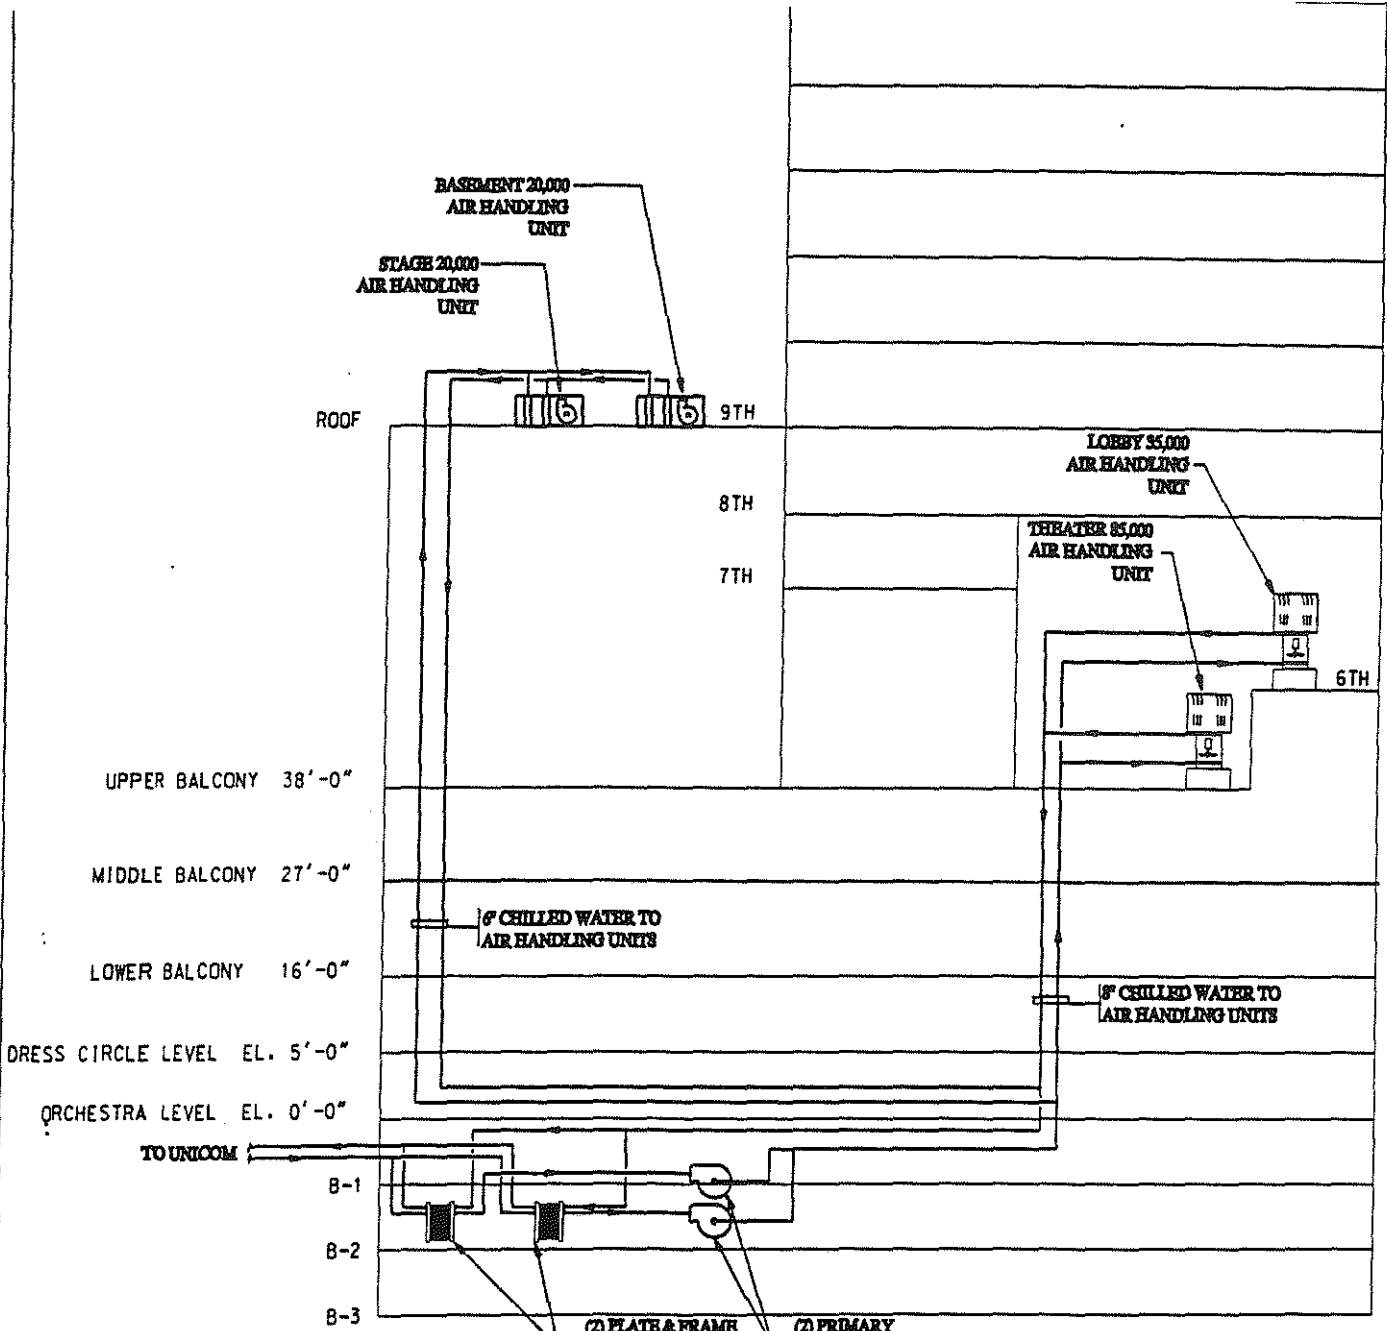 BASEMENT 20,000
AIR HANDLING
UNIT
STAGE 20,000
AIR HANDLING
UNIT
ROOF
9TH
LOBBY 35,000
AIR HANDLING
UNIT
8TH
THEATER 85,000
AIR HANDLING
UNIT
7TH
6TH
UPPER BALCONY 38'-0"
MIDDLE BALCONY 27'-0"
6" CHILLED WATER TO
AIR HANDLING UNITS
LOWER BALCONY 16'-0"
8" CHILLED WATER TO
AIR HANDLING UNITS
DRESS CIRCLE LEVEL EL. 5'-0"
ORCHESTRA LEVEL EL. 0'-0"
TO UNICOM
B-1
B-2
B-3
(2) PLATE & FRAME
(2) PRIMARY